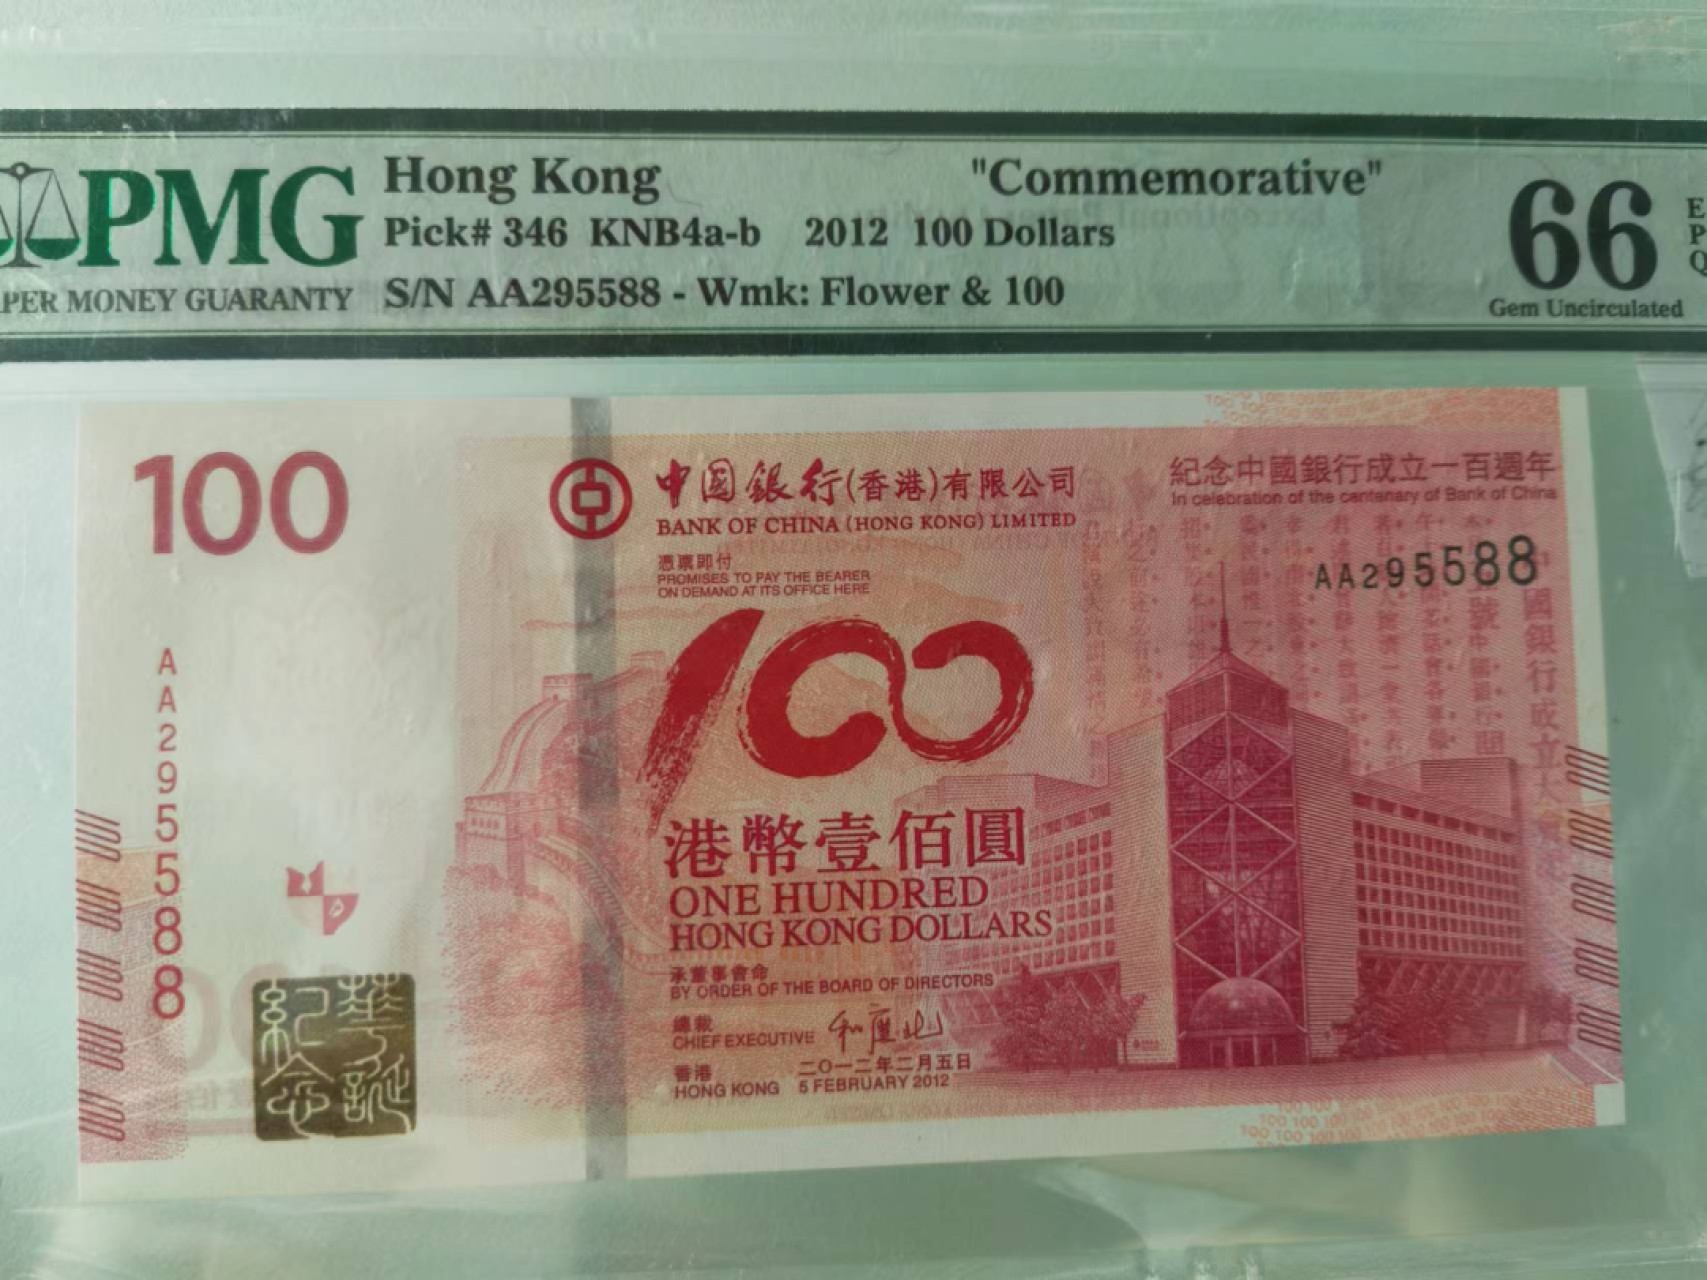 PMG
PER MONEY GUARANTY
Hong Kong "Commemorative"
Pick# 346 KNB4a-b 2012 100 Dollars
S/N AA295588 - Wmk: Flower & 100
66
Gem Uncirculated
100
中國銀行(香港)有限公司
BANK OF CHINA (HONG KONG) LIMITED
紀念中國銀行成立一百週年
In celebration of the centenary of Bank of China
憑票即付
PROMISES TO PAY THE BEARER
ON DEMAND AT ITS OFFICE HERE
AA295588
100
AA295588
港幣壹佰圓
ONE HUNDRED
HONG KONG DOLLARS
承董事會命
BY ORDER OF THE BOARD OF DIRECTORS
總裁
CHIEF EXECUTIVE
香港 二〇一二年二月五日
HONG KONG 5 FEBRUARY 2012
華誕
紀念